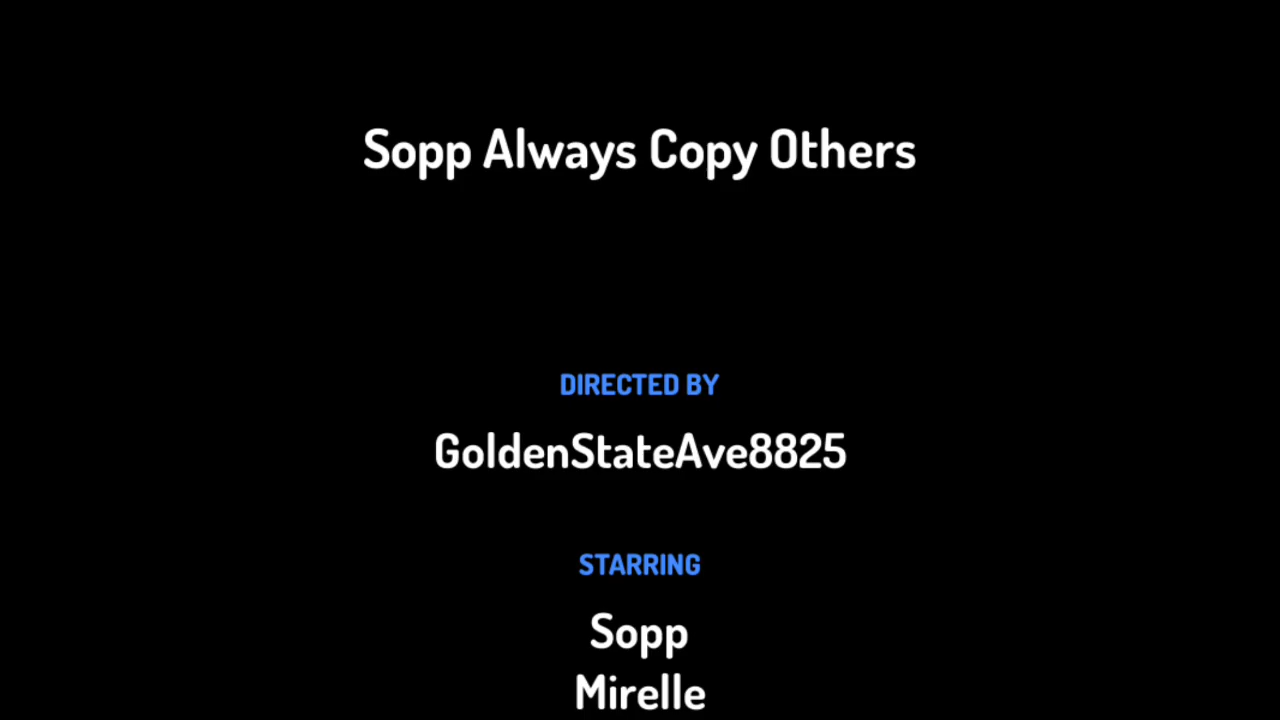 Sopp Always Copy Others
DIRECTED BY
GoldenStateAve8825
STARRING
Sopp
Mirelle